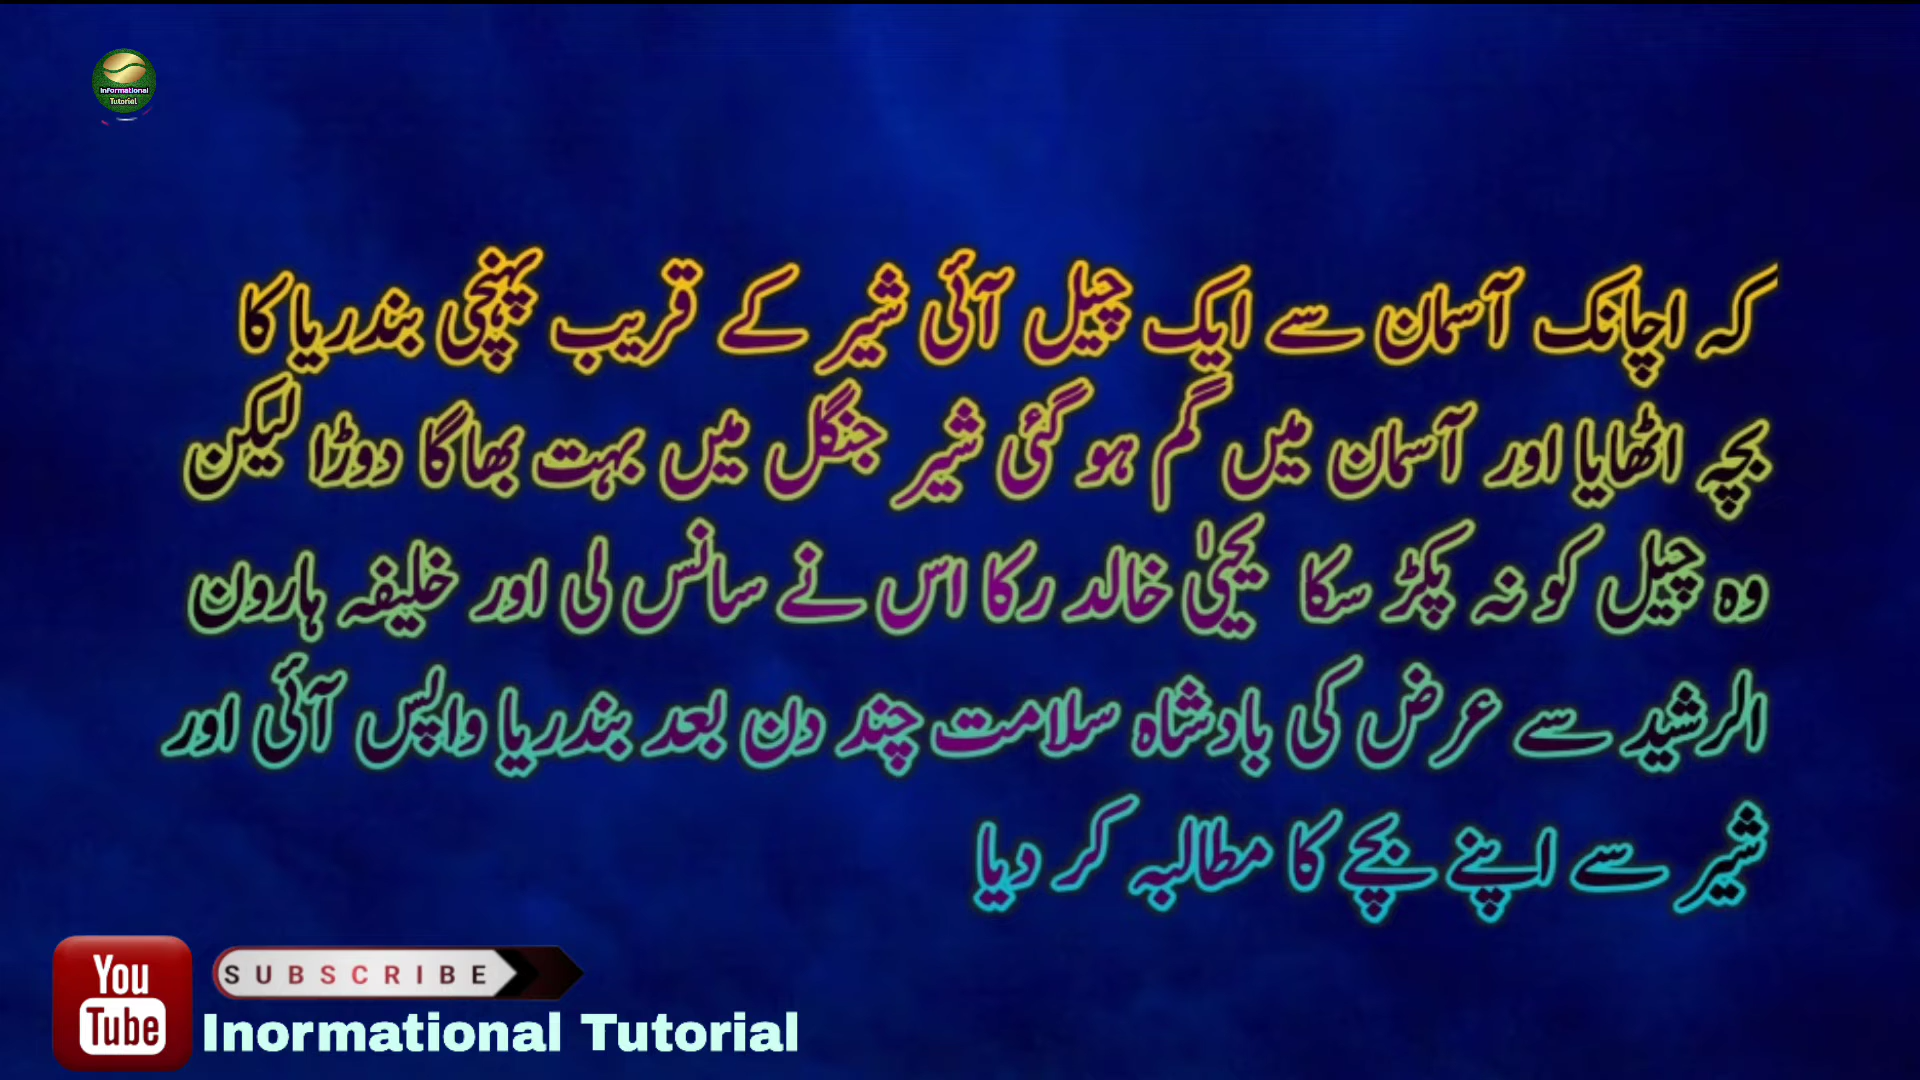 Informational
Tutorial
کہ اچانک آسمان سے ایک چیل آئی شیر کے قریب پہنچی بندریا کا
بچہ اٹھایا اور آسمان میں گم ہو گئی شیر جنگل میں بہت بھاگا دوڑا لیکن
وہ چیل کو نہ پکڑ سکا یحییٰ خالد رکا اس نے سانس لی اور خلیفہ ہارون
الرشید سے عرض کی بادشاہ سلامت چند دن بعد بندریا واپس آئی اور
شیر سے اپنے بچے کا مطالبہ کر دیا
You
Tube
SUBSCRIBE
Inormational Tutorial